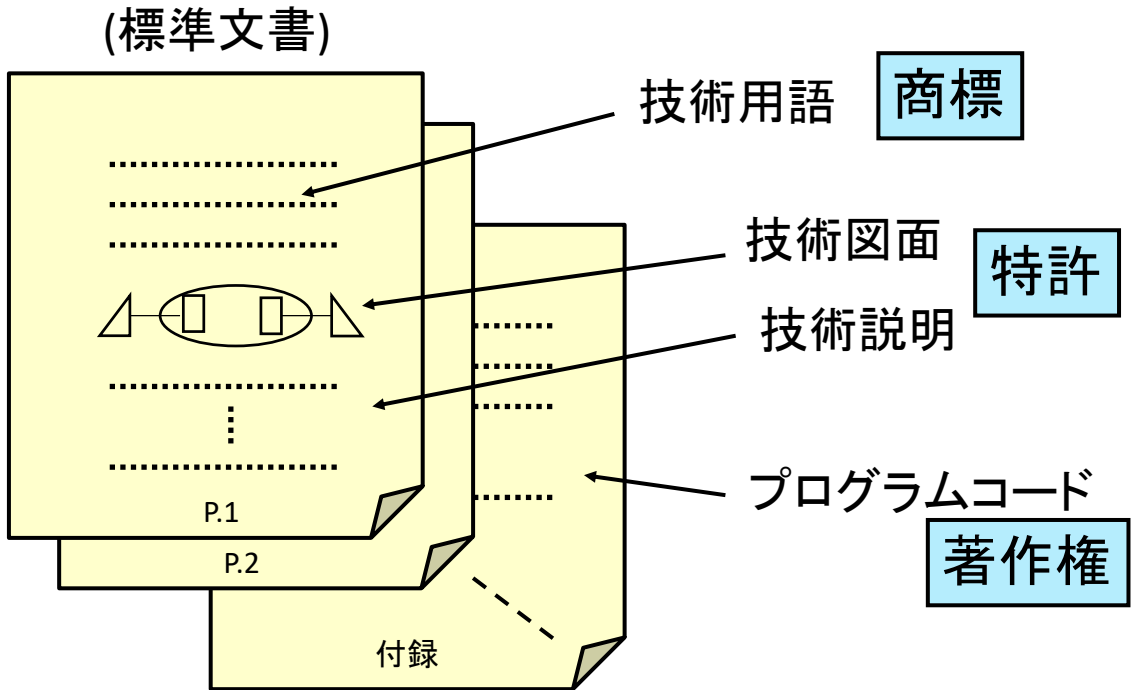 (標準文書)
技術用語
商標
技術図面
特許
技術説明
プログラムコード
著作権
P.1
P.2
付録